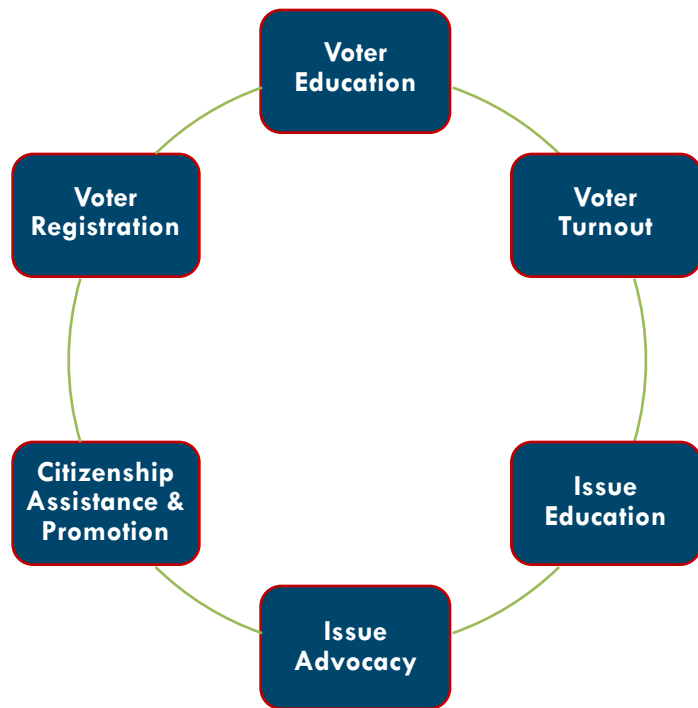 Voter
Education
Voter
Registration
Voter
Turnout
Citizenship
Assistance &
Promotion
Issue
Education
Issue
Advocacy